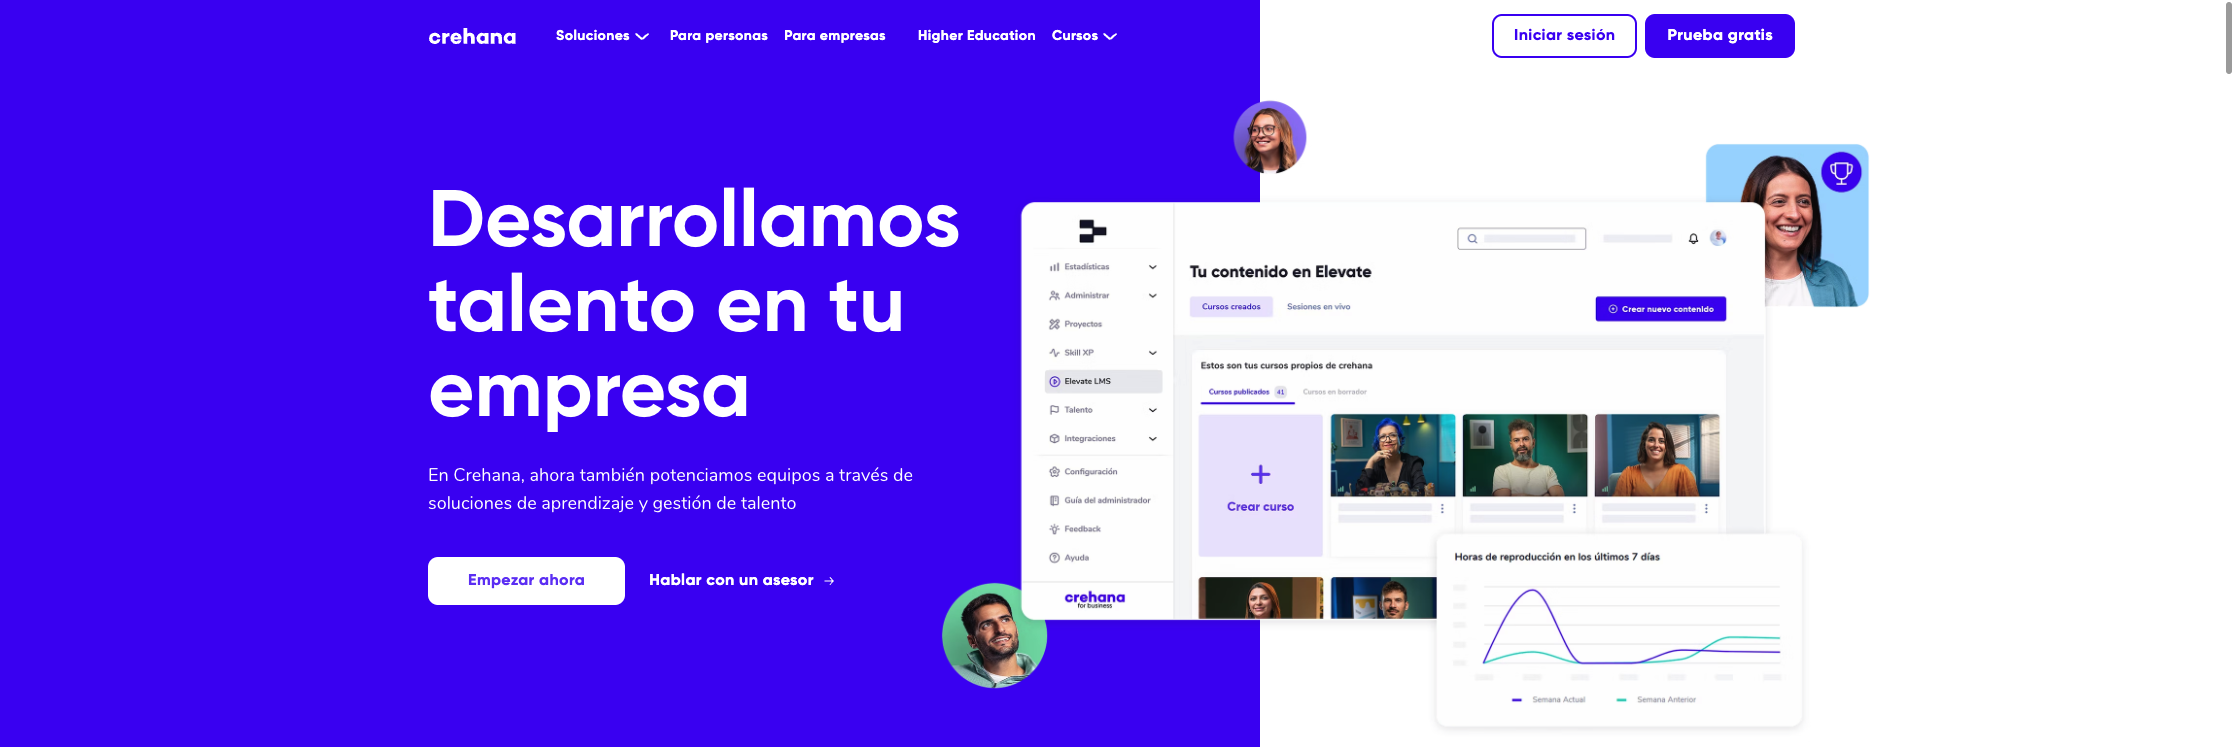 crehana
Soluciones
Para personas
Para empresas
Higher Education
Cursos
Iniciar sesión
Prueba gratis
Desarrollamos
talento en tu
empresa
En Crehana, ahora también potenciamos equipos a través de
soluciones de aprendizaje y gestión de talento
Empezar ahora
Hablar con un asesor →
Estadísticas
Administrar
Proyectos
Skill XP
Elevate LMS
Talento
Integraciones
Configuración
Guía del administrador
Feedback
Ayuda
crehana
for business
Tu contenido en Elevate
Cursos creados
Sesiones en vivo
Crear nuevo contenido
Estos son tus cursos propios de crehana
Cursos publicados 41
Cursos en borrador
Crear curso
Horas de reproducción en los últimos 7 días
Semana Actual
Semana Anterior